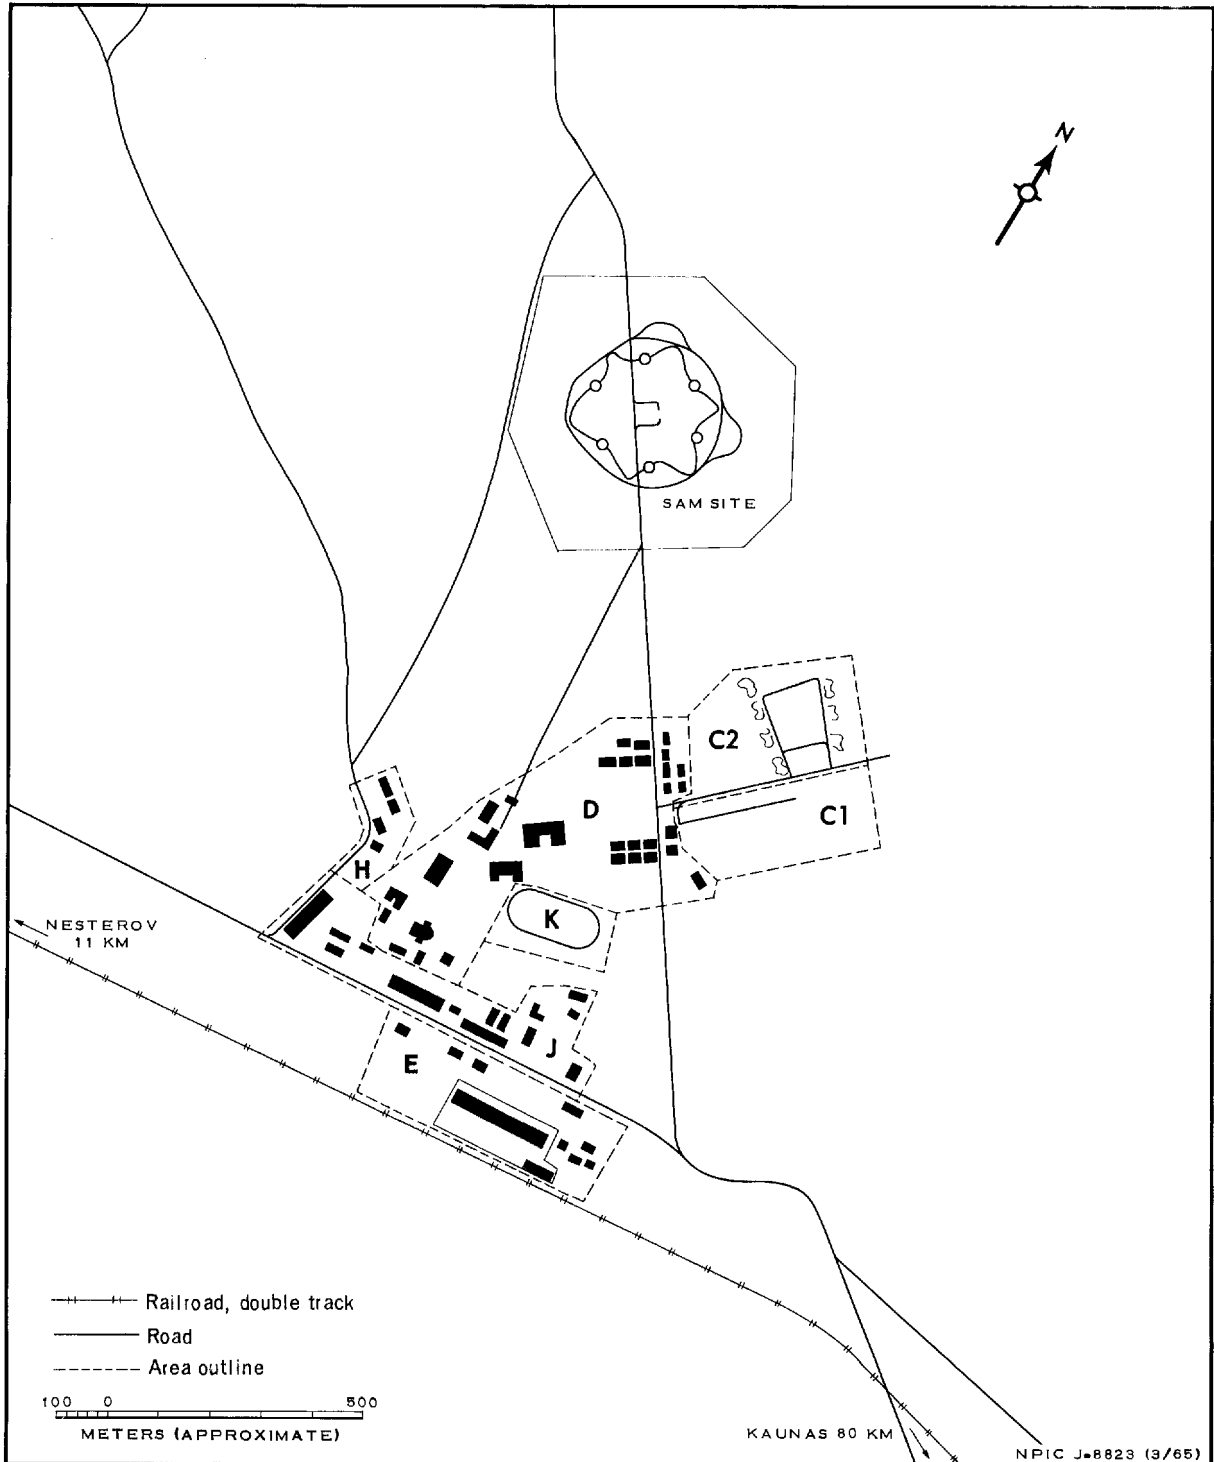 N
SAM SITE
C2
D
C1
H
K
NESTEROV
11 KM
J
E
Railroad, double track
Road
Area outline
100 0 500
METERS (APPROXIMATE)
KAUNAS 80 KM
NPIC J-8823 (3/65)